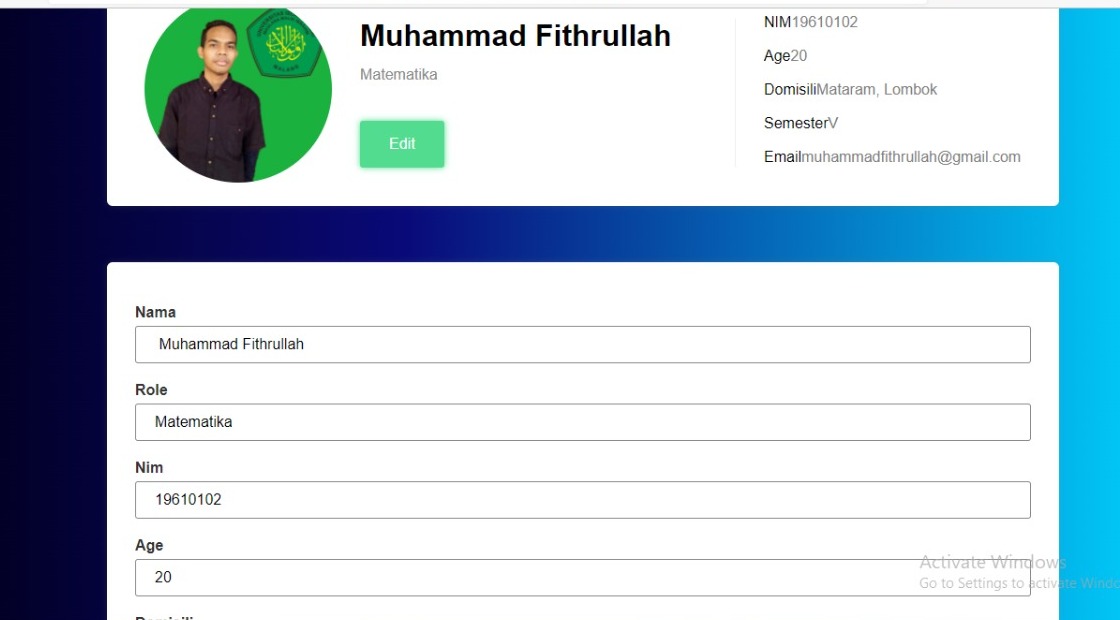 Muhammad Fithrullah
Matematika
Edit
NIM19610102
Age20
DomisiliMataram, Lombok
SemesterV
Emailmuhammadfithrullah@gmail.com
Nama
Muhammad Fithrullah
Role
Matematika
Nim
19610102
Age
20
Activate Windows
Go to Settings to activate Windo